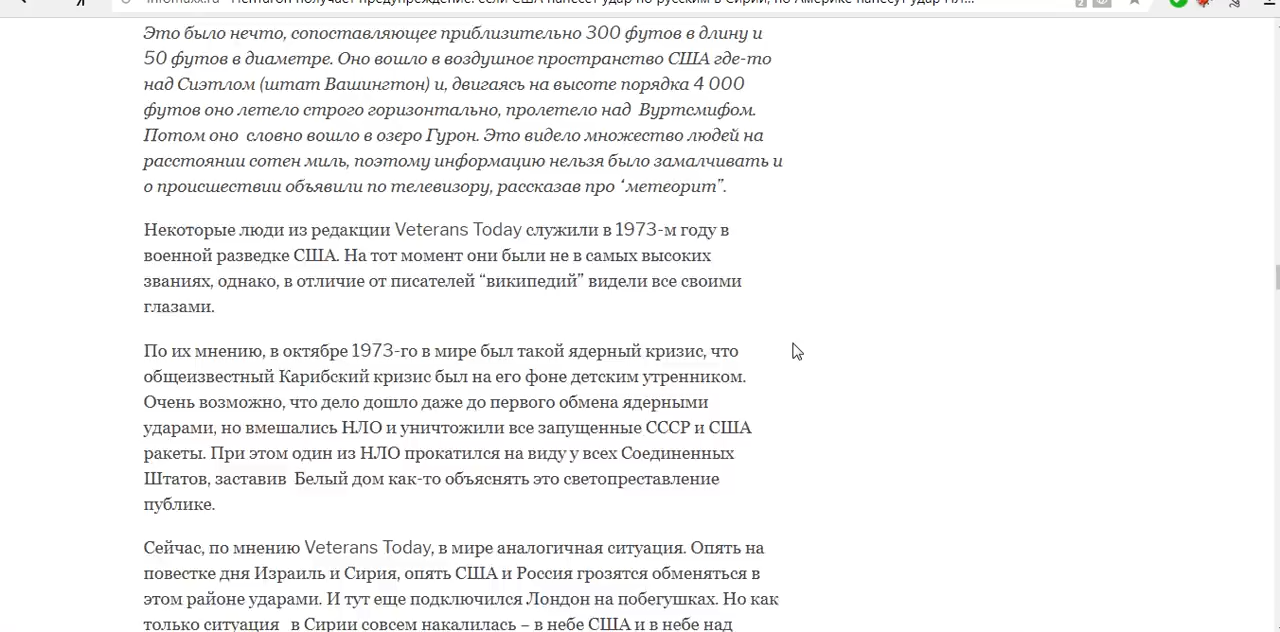 Это было нечто, сопоставляющее приблизительно 300 футов в длину и
50 футов в диаметре. Оно вошло в воздушное пространство США где-то
над Сиэтлом (штат Вашингтон) и, двигаясь на высоте порядка 4 000
футов оно летело строго горизонтально, пролетело над Вуртсмифом.
Потом оно словно вошло в озеро Гурон. Это видело множество людей на
расстоянии сотен миль, поэтому информацию нельзя было замалчивать и
о происшествии объявили по телевизору, рассказав про ‘метеорит”.
Некоторые люди из редакции Veterans Today служили в 1973-м году в
военной разведке США. На тот момент они были не в самых высоких
званиях, однако, в отличие от писателей “википедий” видели все своими
глазами.
По их мнению, в октябре 1973-го в мире был такой ядерный кризис, что
общеизвестный Карибский кризис был на его фоне детским утренником.
Очень возможно, что дело дошло даже до первого обмена ядерными
ударами, но вмешались НЛО и уничтожили все запущенные СССР и США
ракеты. При этом один из НЛО прокатился на виду у всех Соединенных
Штатов, заставив Белый дом как-то объяснять это светопреставление
публике.
Сейчас, по мнению Veterans Today, в мире аналогичная ситуация. Опять на
повестке дня Израиль и Сирия, опять США и Россия грозятся обменяться в
этом районе ударами. И тут еще подключился Лондон на побегушках. Но как
только ситуация в Сирии совсем накалилась – в небе США и в небе над